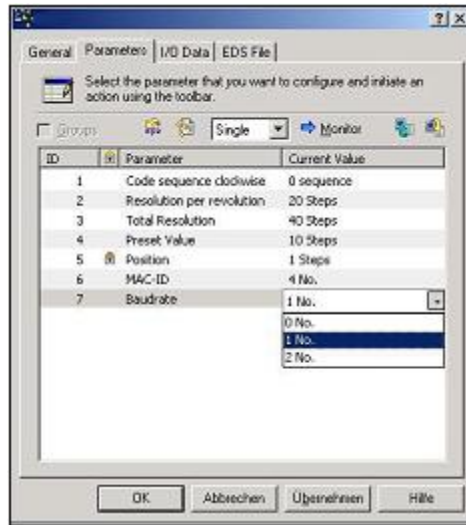 General Parameters I/O Data EDS File
Select the parameter that you want to configure and initiate an
action using the toolbar.
Groups Single Monitor
ID Parameter Current Value
1 Code sequence clockwise 0 sequence
2 Resolution per revolution 20 Steps
3 Total Resolution 40 Steps
4 Preset Value 10 Steps
5 Position 1 Steps
6 MAC-ID 4 No.
7 Baudrate 1 No.
0 No.
1 No.
2 No.
OK Abbrechen Übernehmen Hilfe